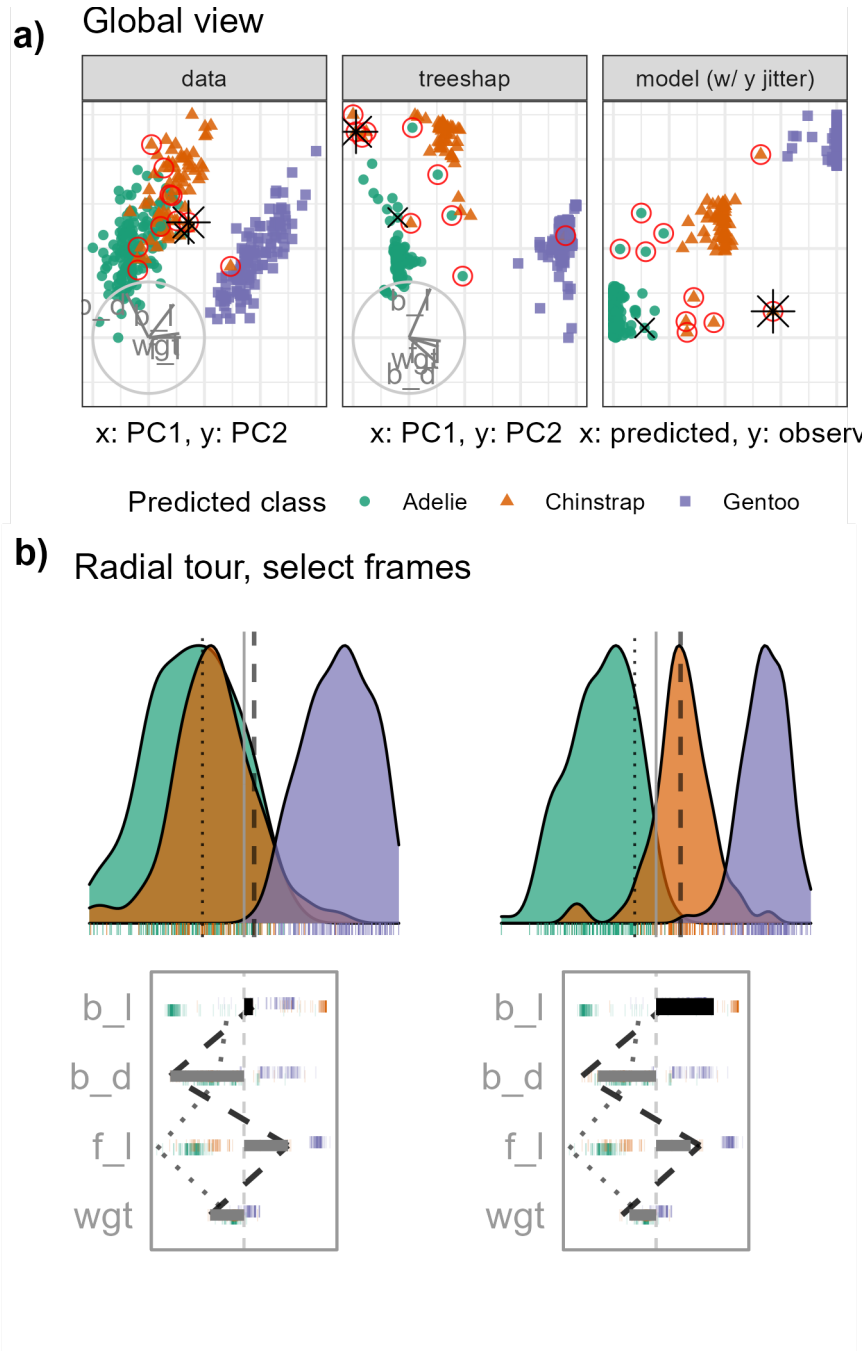 a)
Global view
data
treeshap
model (w/ y jitter)
b_d
b_l
wgt
f_l
b_l
wgt
b_d
x: PC1, y: PC2
x: PC1, y: PC2
x: predicted, y: observ
Predicted class
Adelie
Chinstrap
Gentoo
b)
Radial tour, select frames
b_l
b_d
f_l
wgt
b_l
b_d
f_l
wgt